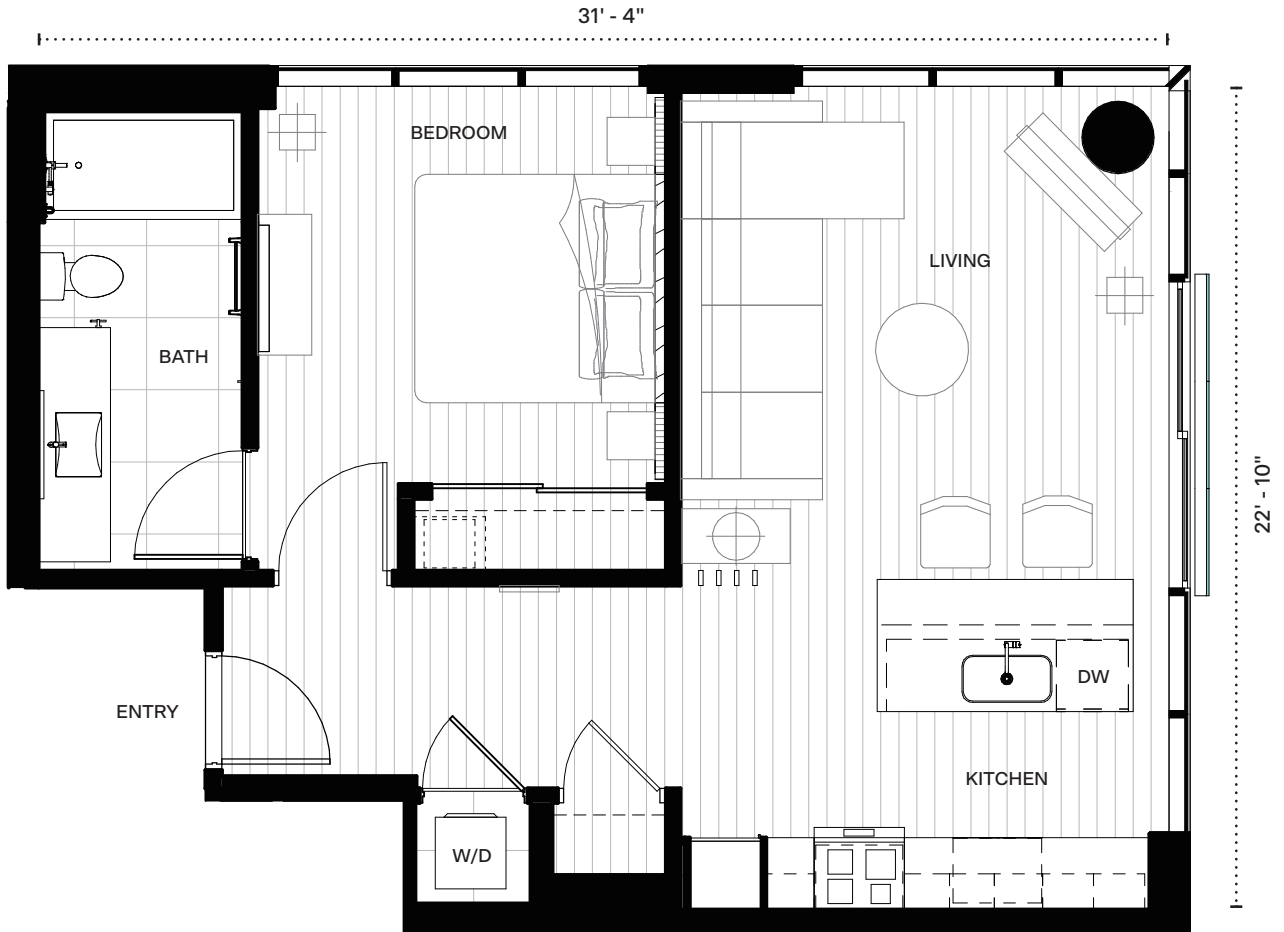 31' - 4"
BEDROOM
LIVING
BATH
22' - 10"
DW
ENTRY
KITCHEN
W/D